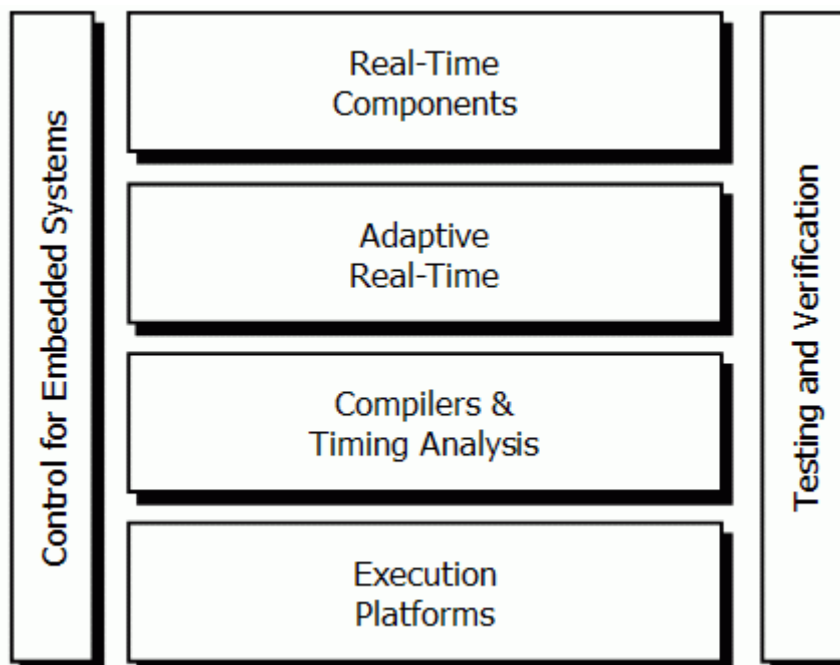 Control for Embedded Systems
Real-Time
Components
Adaptive
Real-Time
Compilers &
Timing Analysis
Execution
Platforms
Testing and Verification